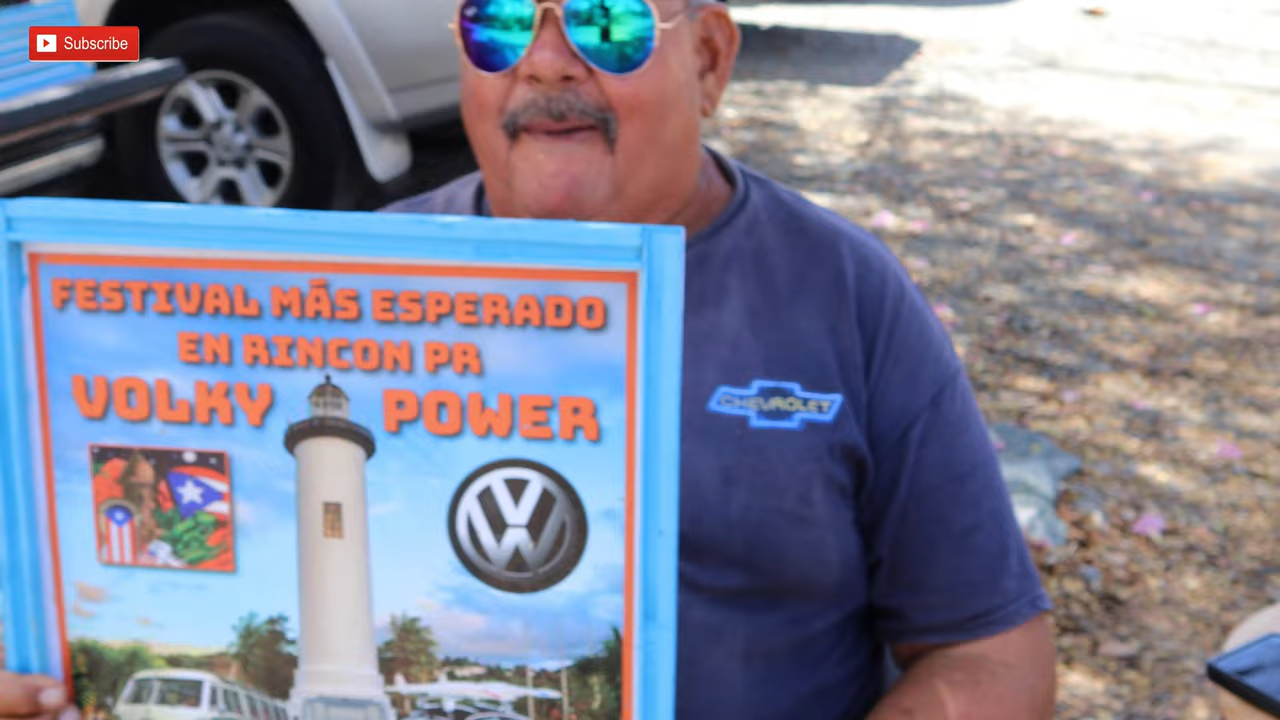 Subscribe
FESTIVAL MÁS ESPERADO
EN RINCON PR
VOLKY POWER
CHEVROLET